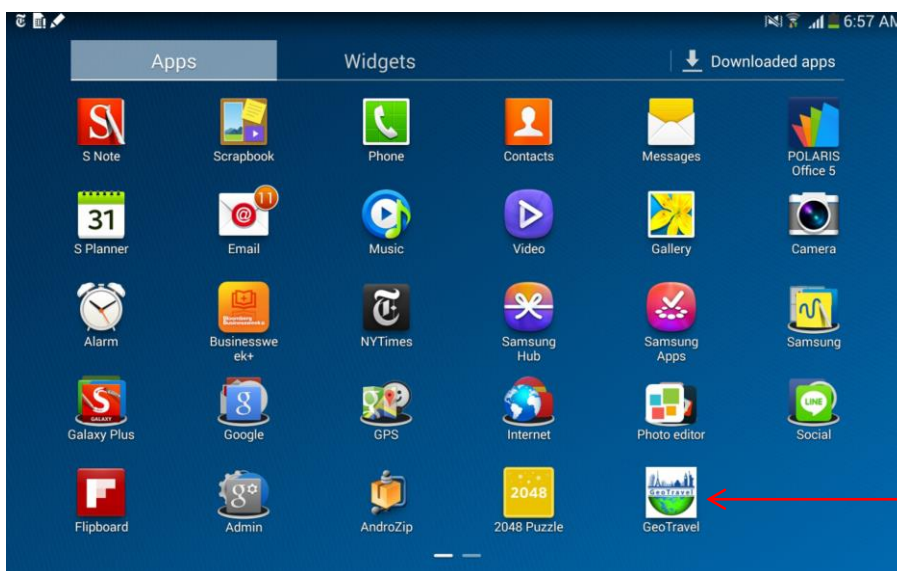 6:57 AM
Apps Widgets Downloaded apps
S Note Scrapbook Phone Contacts Messages POLARIS
Office 5
31
11
S Planner Email Music Video Gallery Camera
Alarm Businesswe NYTimes Samsung Samsung Samsung
ek+ Hub Apps
GALAXY
LINE
Galaxy Plus Google GPS Internet Photo editor Social
2048
GeoTravel
Flipboard Admin AndroZip 2048 Puzzle GeoTravel